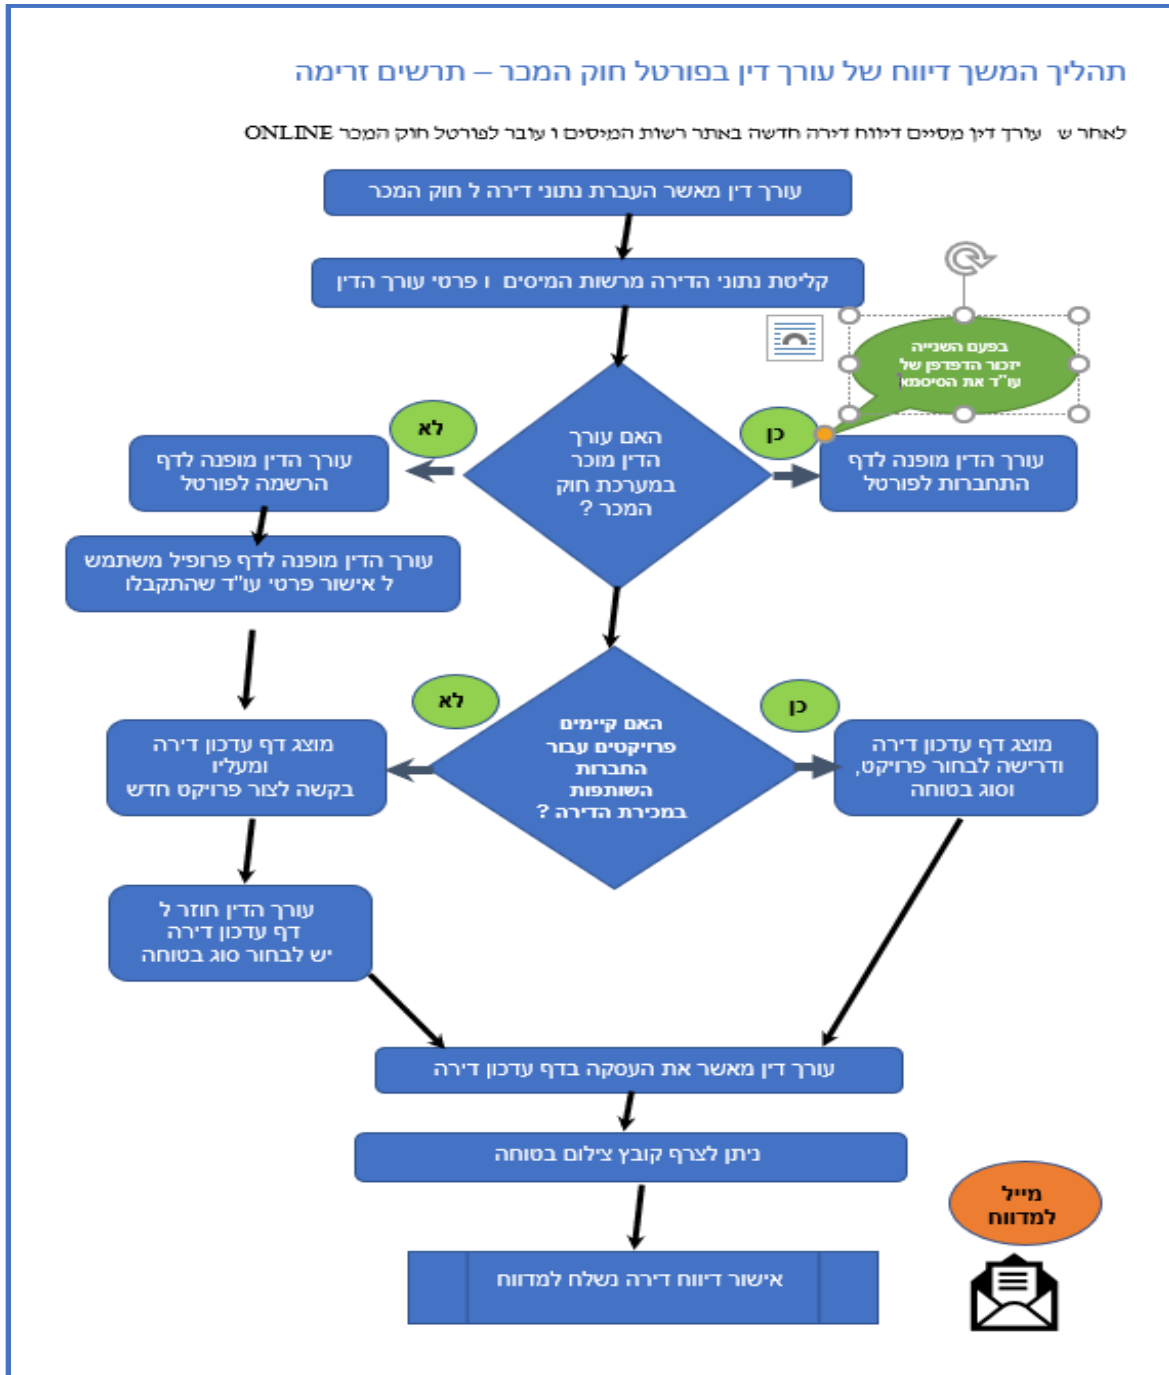 תהליך המשך דיווח של עורך דין בפורטל חוק המכר – תרשים זרימה
לאחר ש עורך דין מסיים דיווח דירה חדשה באתר רשות המיסים ו עובר לפורטל חוק המכר ONLINE
עורך דין מאשר העברת נתוני דירה ל חוק המכר
קליטת נתוני הדירה מרשות המיסים ו פרטי עורך הדין
בפעם השנייה
יזכור הדפדפן של
עו"ד את הסיסמא
האם עורך
הדין מוכר
במערכת חוק
המכר ?
כן
לא
עורך הדין מופנה לדף
התחברות לפורטל
עורך הדין מופנה לדף
הרשמה לפורטל
עורך הדין מופנה לדף פרופיל משתמש
ל אישור פרטי עו"ד שהתקבלו
האם קיימים
פרויקטים עבור
החברות
השותפות
במכירת הדירה ?
כן
לא
מוצג דף עדכון דירה
ודרישה לבחור פרויקט,
וסוג בטוחה
מוצג דף עדכון דירה
ומעליו
בקשה לצור פרויקט חדש
עורך הדין חוזר ל
דף עדכון דירה
יש לבחור סוג בטוחה
עורך דין מאשר את העסקה בדף עדכון דירה
ניתן לצרף קובץ צילום בטוחה
מייל
למדווח
אישור דיווח דירה נשלח למדווח